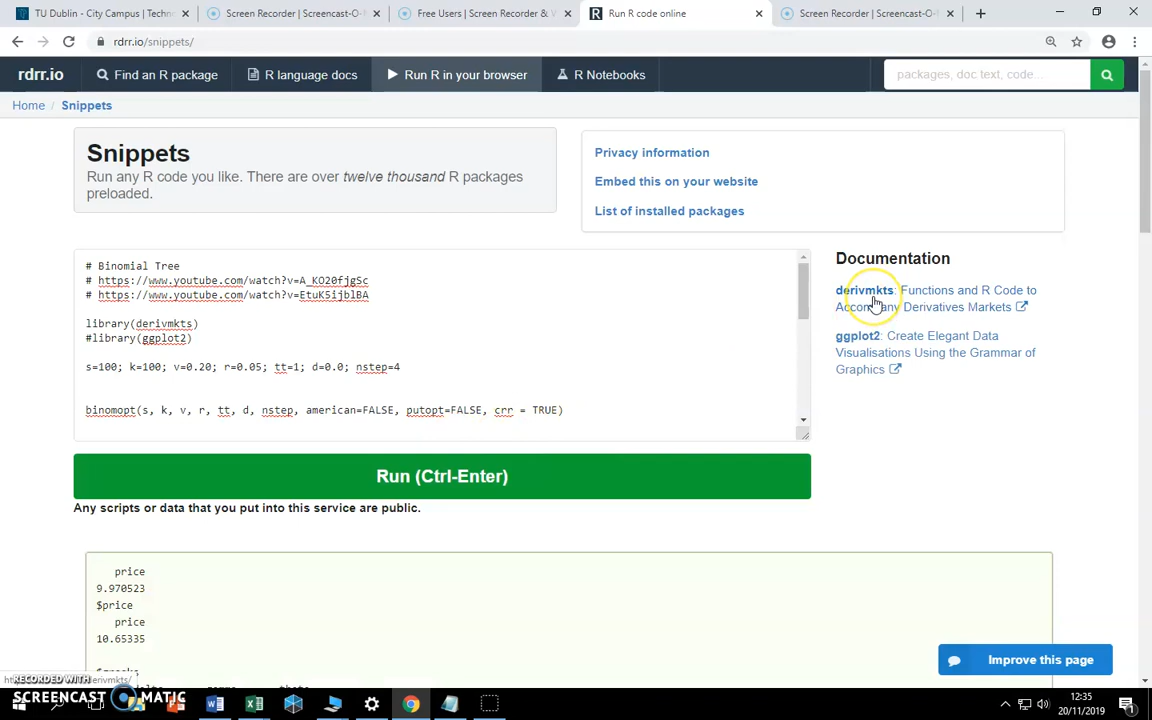 TU Dublin - City Campus | Techni
Screen Recorder | Screencast-O-
Free Users | Screen Recorder & V
Run R code online
Screen Recorder | Screencast-O-
rdrr.io/snippets/
rdrr.io
Find an R package
R language docs
Run R in your browser
R Notebooks
packages, doc text, code...
Home / Snippets
Snippets
Run any R code you like. There are over twelve thousand R packages
preloaded.
Privacy information
Embed this on your website
List of installed packages
# Binomial Tree
# https://www.youtube.com/watch?v=A_KO20fjgSc
# https://www.youtube.com/watch?v=EtuK5ijblBA
library(derivmkts)
#library(ggplot2)
s=100; k=100; v=0.20; r=0.05; tt=1; d=0.0; nstep=4
binomopt(s, k, v, r, tt, d, nstep, american=FALSE, putopt=FALSE, crr = TRUE)
Documentation
derivmkts: Functions and R Code to
Accompany Derivatives Markets
ggplot2: Create Elegant Data
Visualisations Using the Grammar of
Graphics
Run (Ctrl-Enter)
Any scripts or data that you put into this service are public.
price
9.970523
$price
price
10.65335
Improve this page
RECORDED WITH
SCREENCAST MATIC
12:35
20/11/2019
1